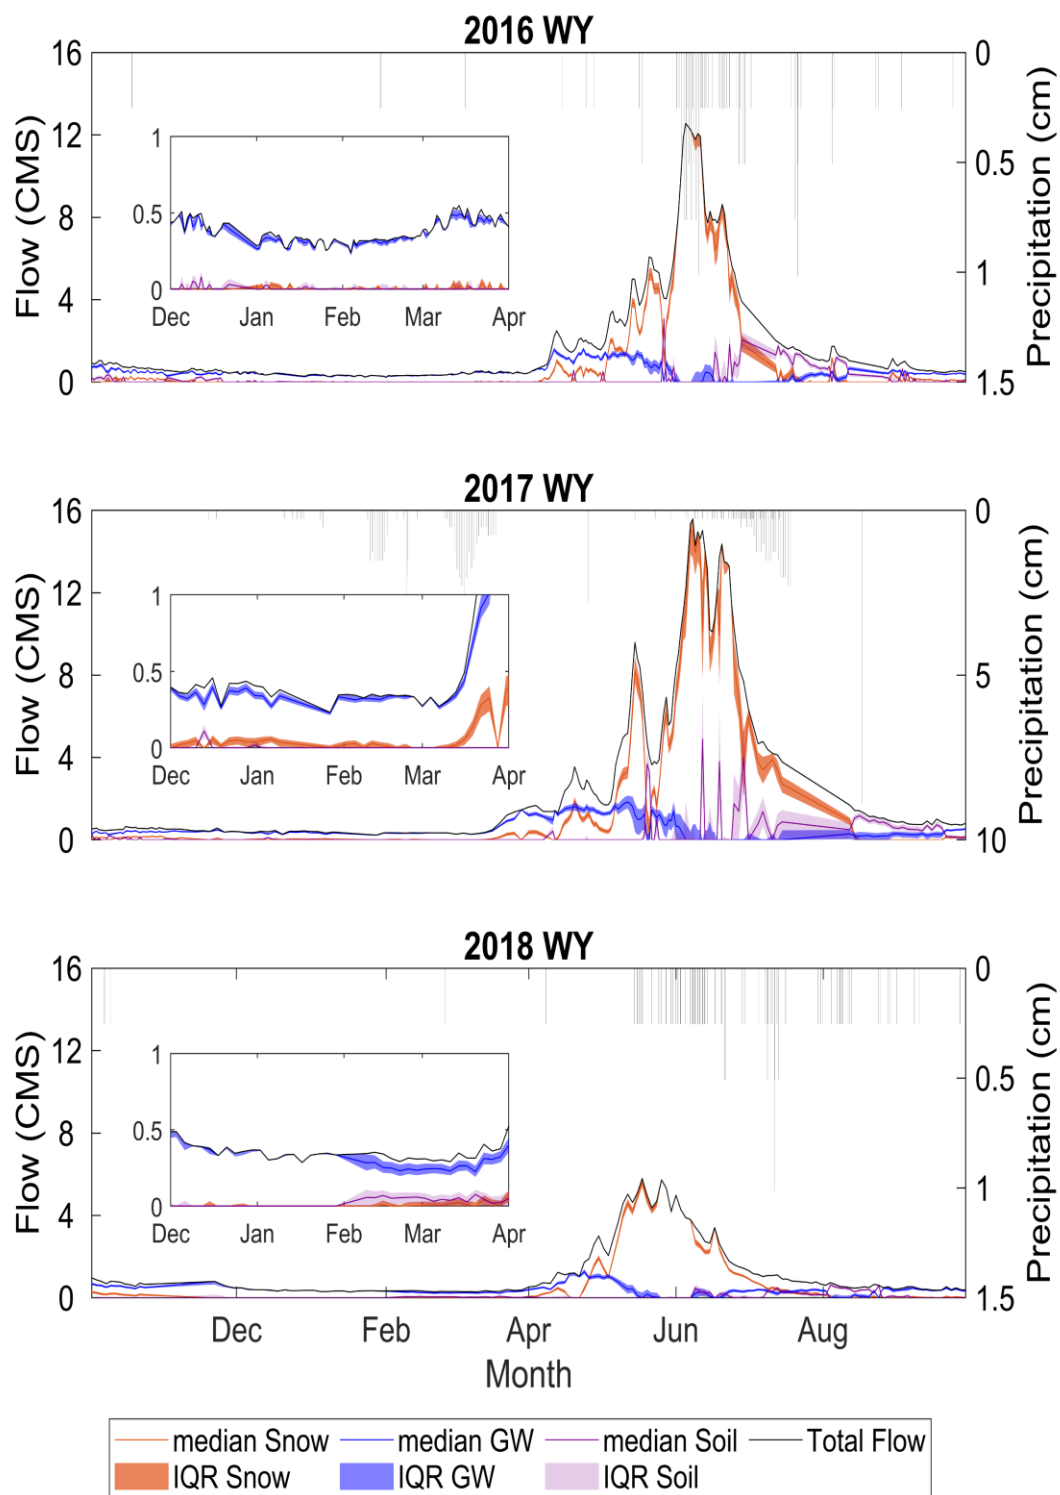 2016 WY
16
12
8
4
0
Flow (CMS)
0
0.5
1
1.5
Precipitation (cm)
1
0.5
0
Dec Jan Feb Mar Apr
2017 WY
16
12
8
4
0
Flow (CMS)
0
5
10
Precipitation (cm)
1
0.5
0
Dec Jan Feb Mar Apr
2018 WY
16
12
8
4
0
Flow (CMS)
0
0.5
1
1.5
Precipitation (cm)
1
0.5
0
Dec Jan Feb Mar Apr
Dec Feb Apr Jun Aug
Month
median Snow median GW median Soil Total Flow
IQR Snow IQR GW IQR Soil